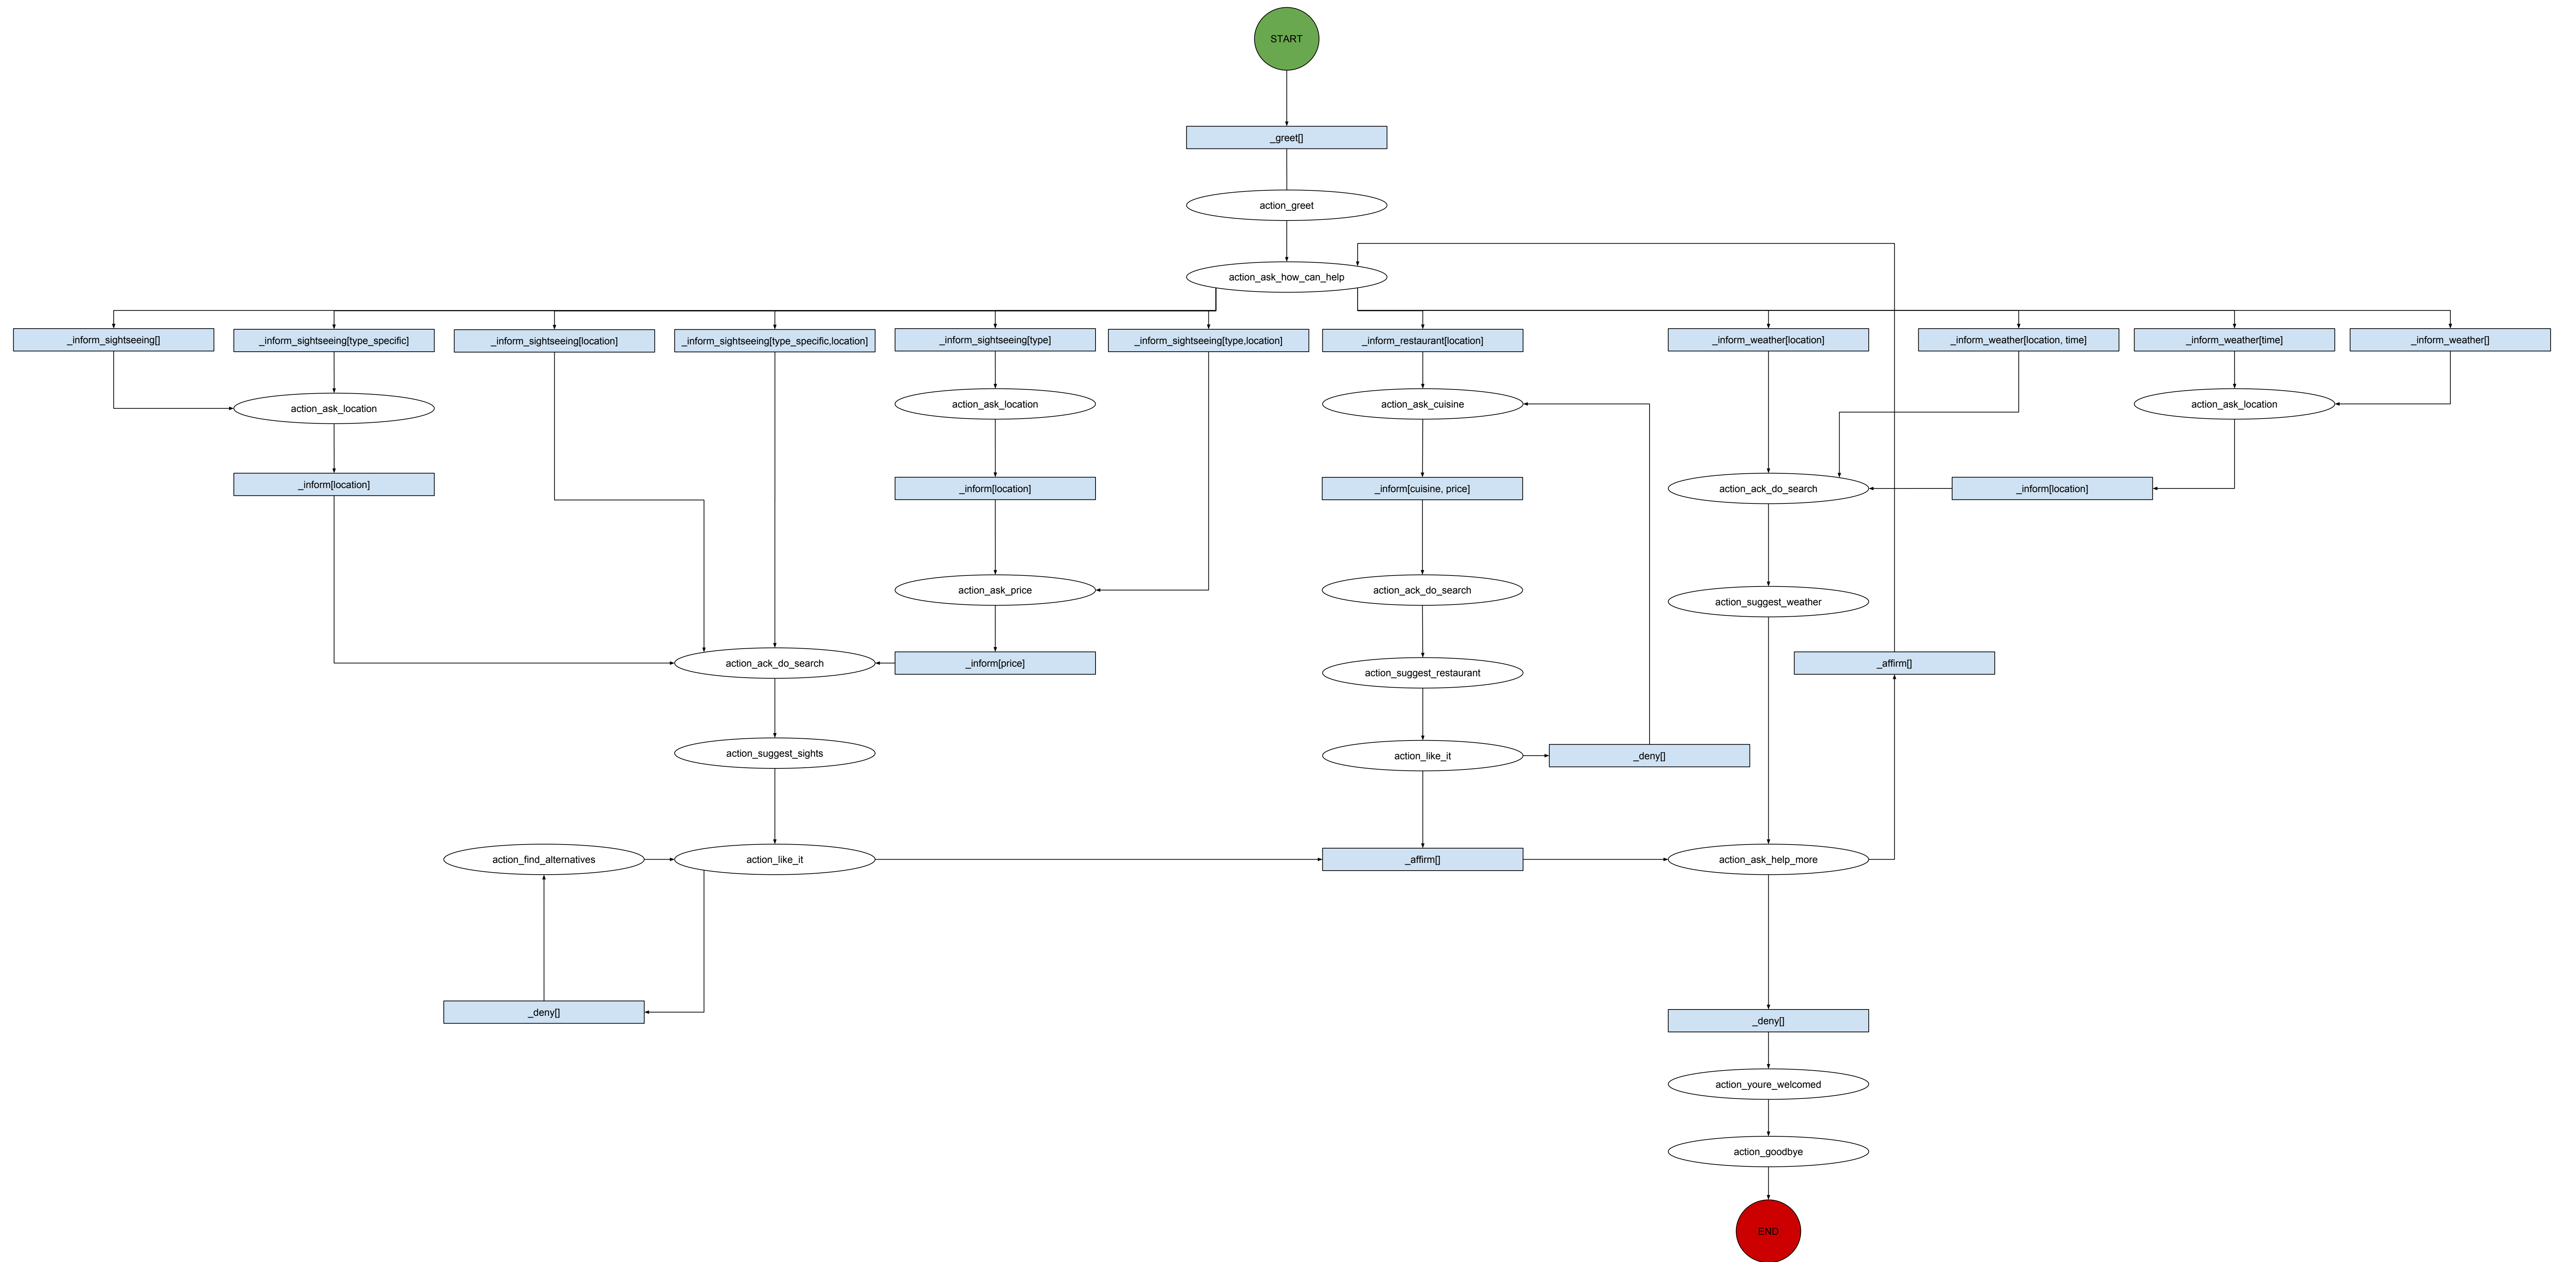 START
_greet[]
action_greet
action_ask_how_can_help
_inform_sightseeing[]
_inform_sightseeing[type_specific]
_inform_sightseeing[location]
_inform_sightseeing[type_specific,location]
_inform_sightseeing[type]
_inform_sightseeing[type,location]
_inform_restaurant[location]
_inform_weather[location]
_inform_weather[location, time]
_inform_weather[time]
_inform_weather[]
action_ask_location
action_ask_location
action_ask_cuisine
action_ask_location
_inform[location]
_inform[location]
_inform[cuisine, price]
action_ack_do_search
_inform[location]
action_ask_price
action_ack_do_search
action_suggest_weather
action_ack_do_search
_inform[price]
action_suggest_restaurant
_affirm[]
action_suggest_sights
action_like_it
_deny[]
action_find_alternatives
action_like_it
_affirm[]
action_ask_help_more
_deny[]
_deny[]
action_youre_welcomed
action_goodbye
END